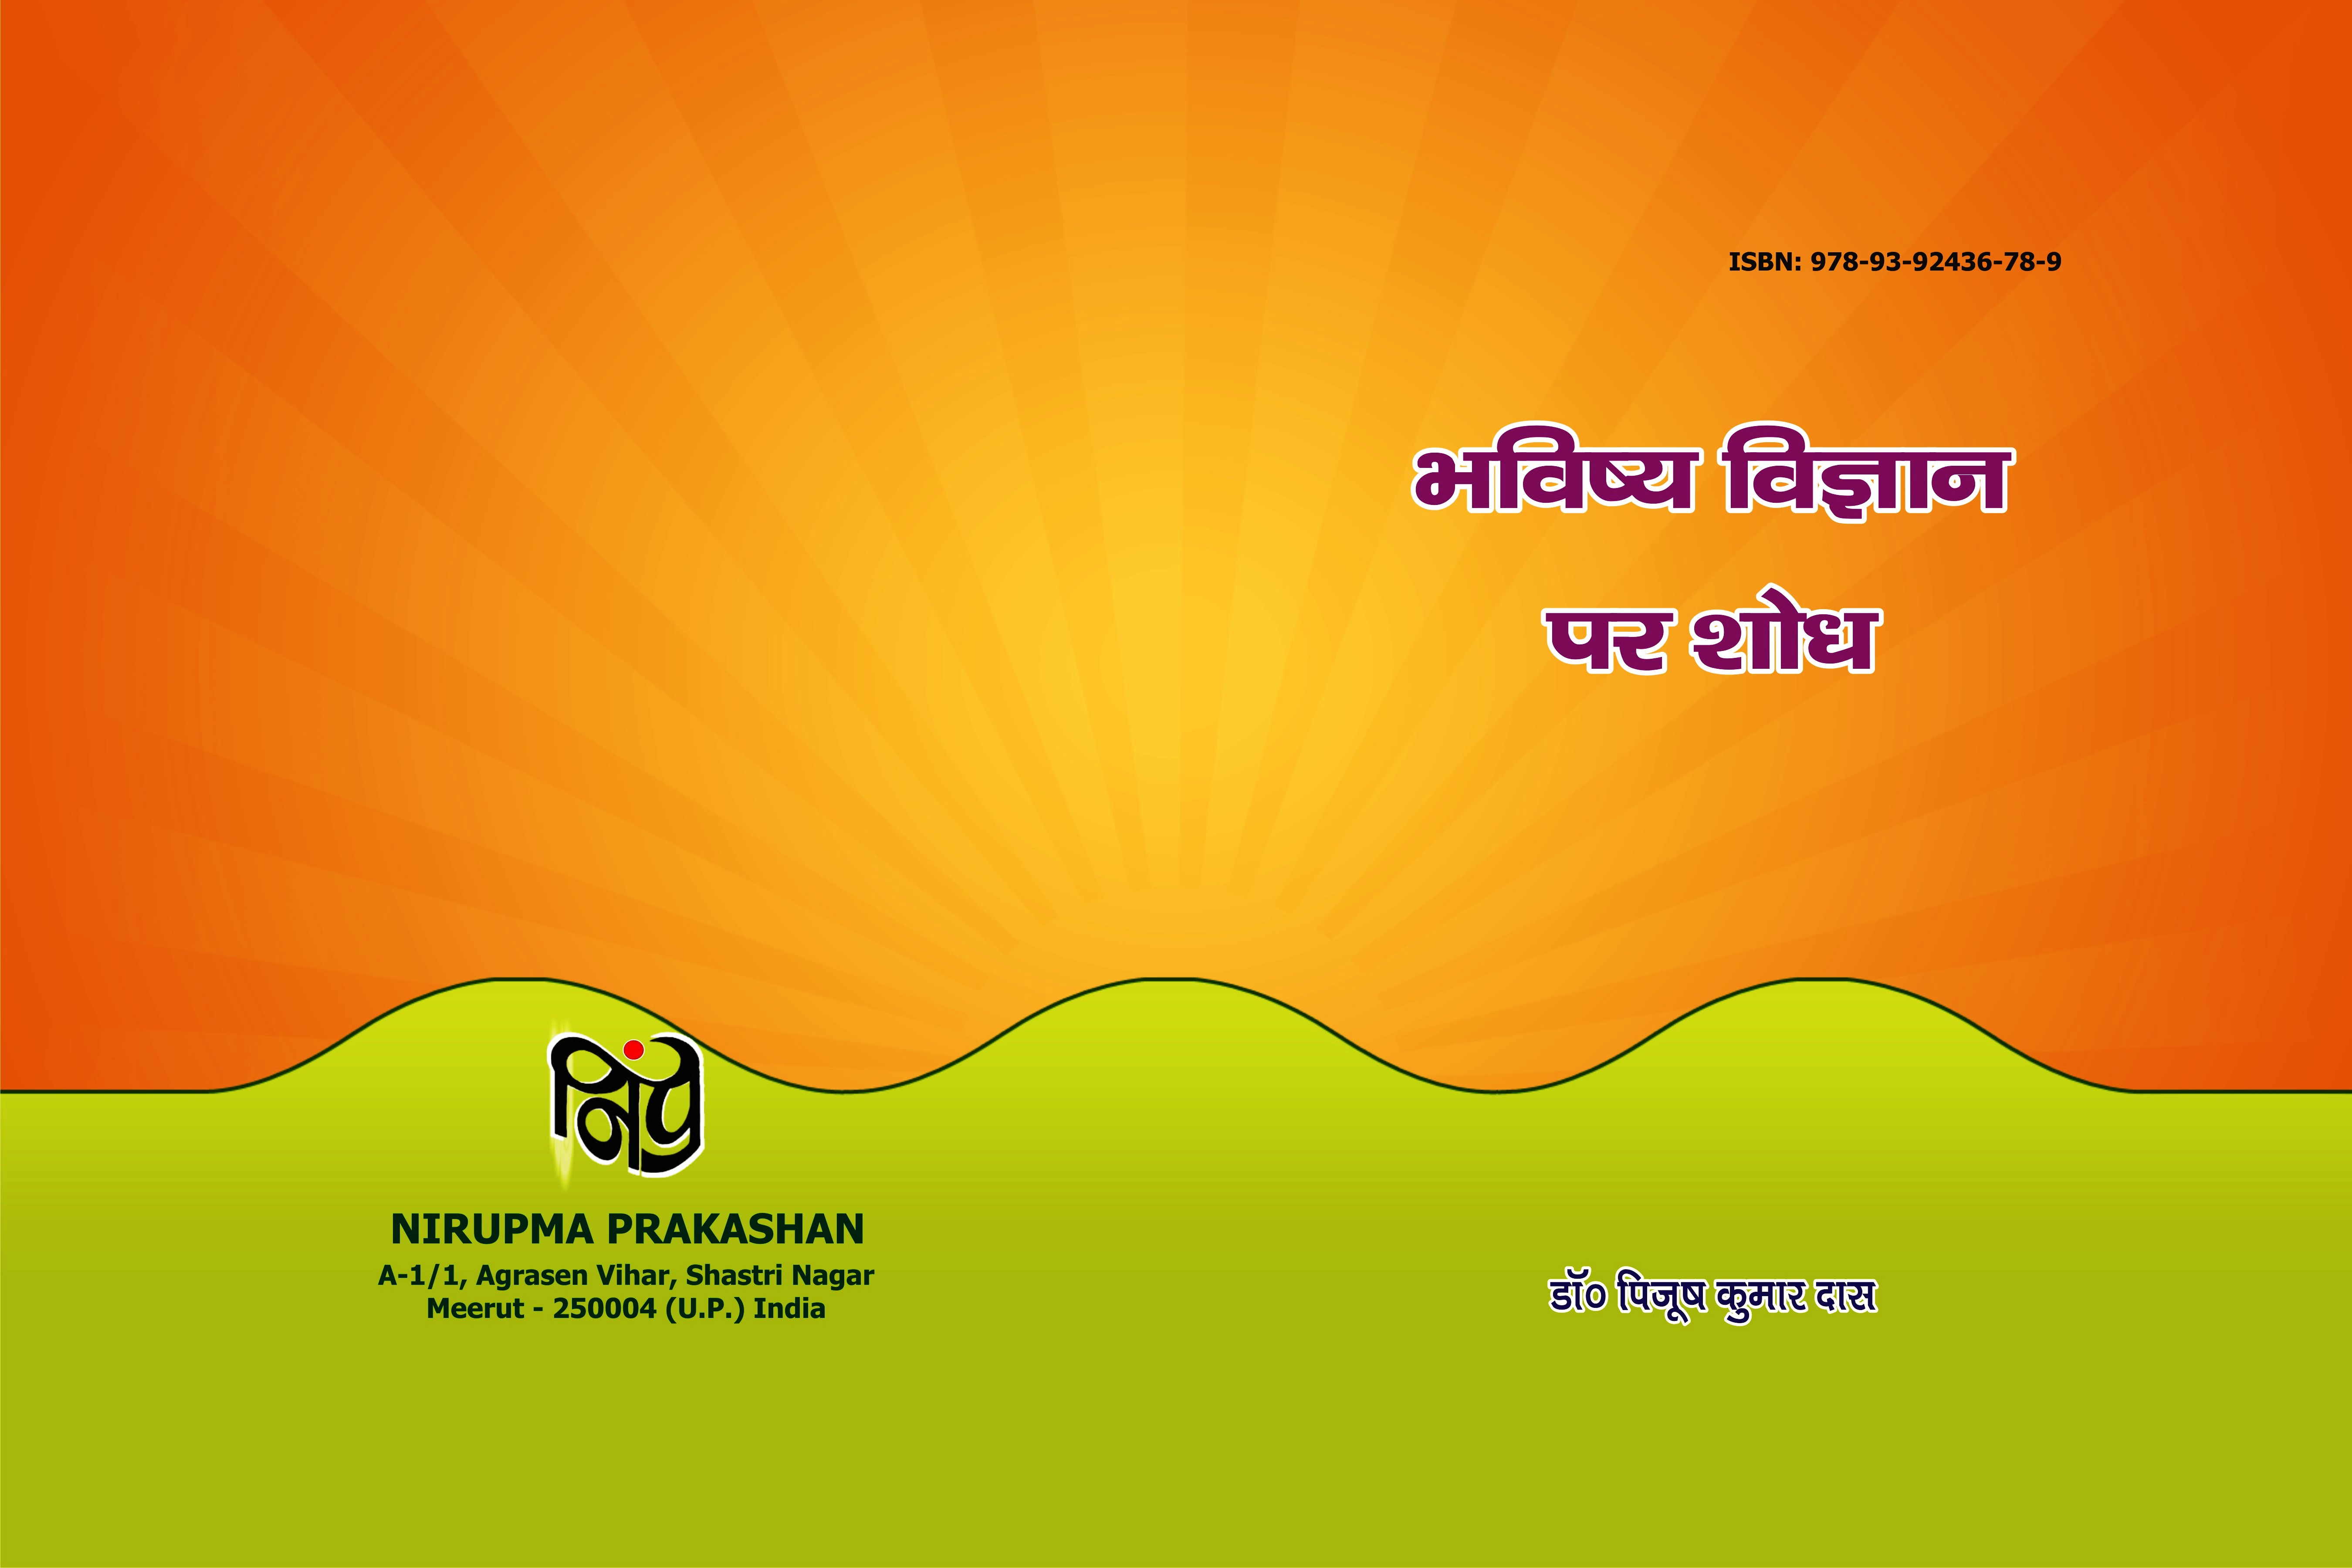 ISBN: 978-93-92436-78-9
भविष्य विज्ञान
पर शोध
डॉ० पिजूष कुमार दास
निप
NIRUPMA PRAKASHAN
A-1/1, Agrasen Vihar, Shastri Nagar
Meerut - 250004 (U.P.) India